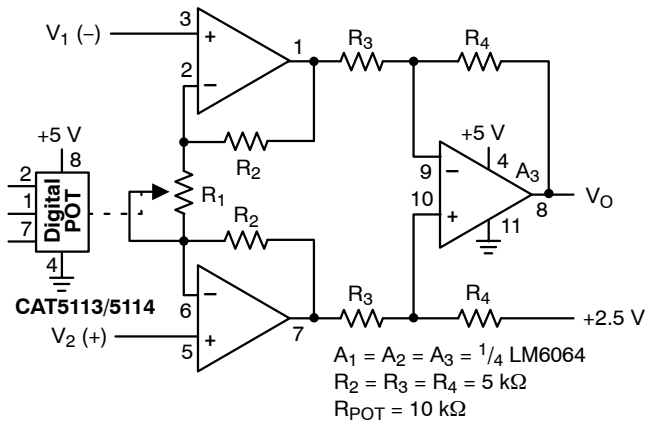 V1 (–)
3
+
2
–
1
R3
R4
+5 V
8
2
1
7
4
Digital POT
R2
R1
R2
+5 V
4
A3
9
–
10
+
8
11
VO
CAT5113/5114
6
–
V2 (+)
5
+
7
R3
R4
+2.5 V
A1 = A2 = A3 = 1/4 LM6064
R2 = R3 = R4 = 5 kΩ
RPOT = 10 kΩ